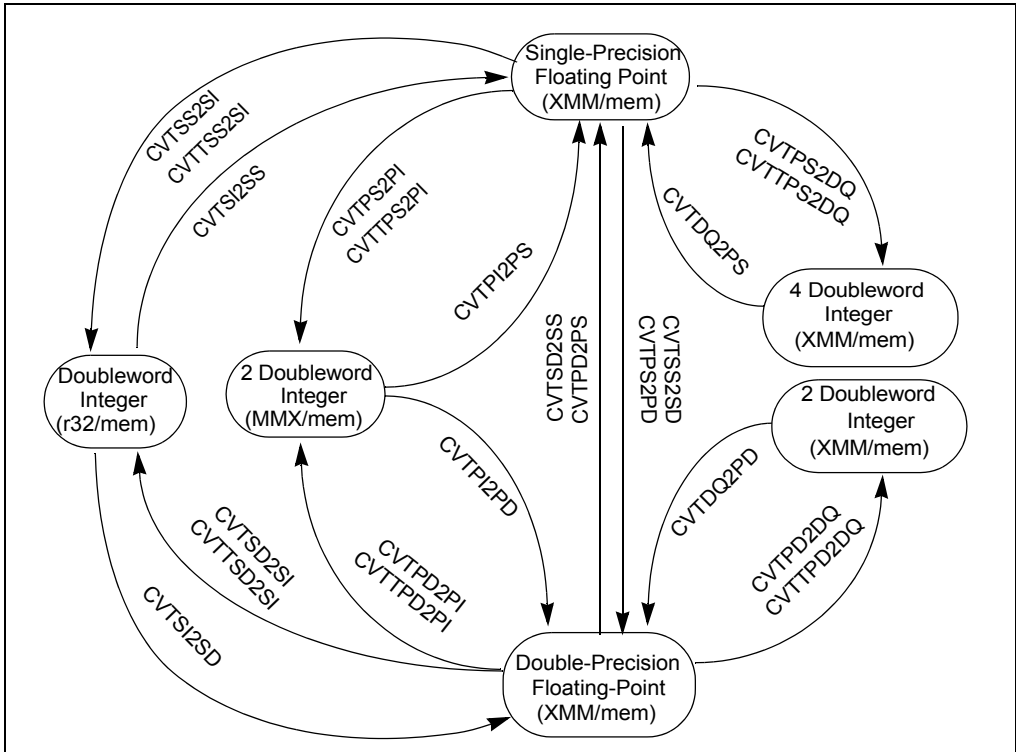 Single-Precision
Floating Point
(XMM/mem)
CVTSS2SI
CVTTSS2SI
CVTSI2SS
CVTPS2PI
CVTTPS2PI
CVTPI2PS
CVTPS2DQ
CVTTPS2DQ
CVTDQ2PS
4 Doubleword
Integer
(XMM/mem)
CVTSD2SS
CVTPD2PS
CVTSS2SD
CVTPS2PD
Doubleword
Integer
(r32/mem)
2 Doubleword
Integer
(MMX/mem)
2 Doubleword
Integer
(XMM/mem)
CVTPI2PD
CVTDQ2PD
CVTSD2SI
CVTTSD2SI
CVTPD2PI
CVTTPD2PI
CVTPD2DQ
CVTTPD2DQ
CVTSI2SD
Double-Precision
Floating-Point
(XMM/mem)